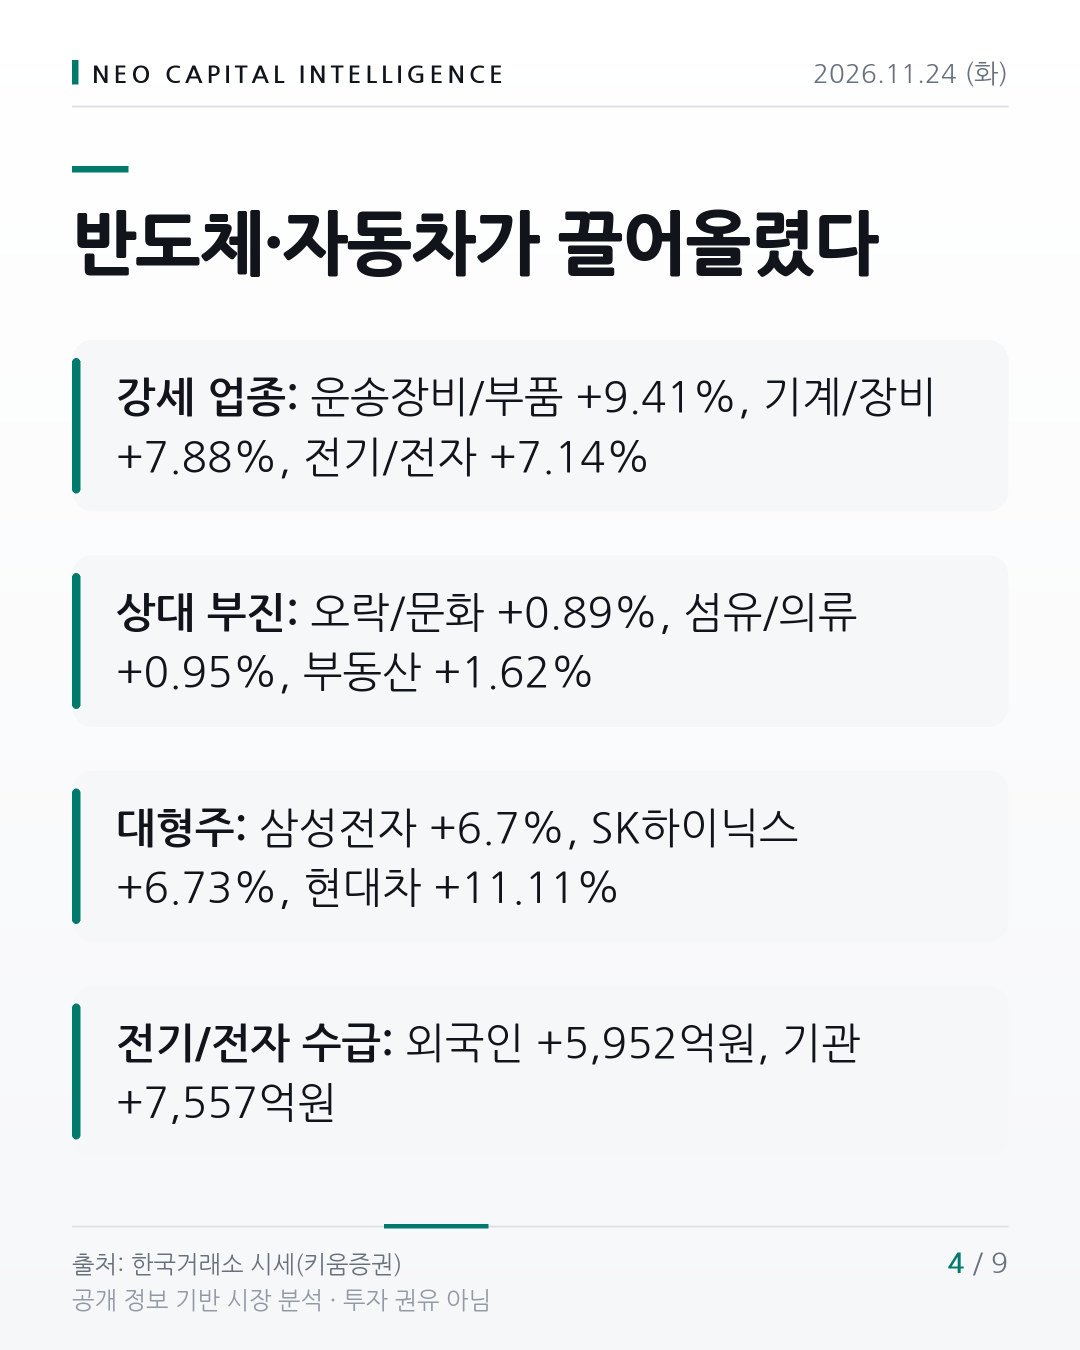 NEO CAPITAL INTELLIGENCE
2026.11.24 (화)
반도체·자동차가 끌어올렸다
강세 업종: 운송장비/부품 +9.41%, 기계/장비
+7.88%, 전기/전자 +7.14%
상대 부진: 오락/문화 +0.89%, 섬유/의류
+0.95%, 부동산 +1.62%
대형주: 삼성전자 +6.7%, SK하이닉스
+6.73%, 현대차 +11.11%
전기/전자 수급: 외국인 +5,952억원, 기관
+7,557억원
출처: 한국거래소 시세(키움증권)
4 / 9
공개 정보 기반 시장 분석 · 투자 권유 아님